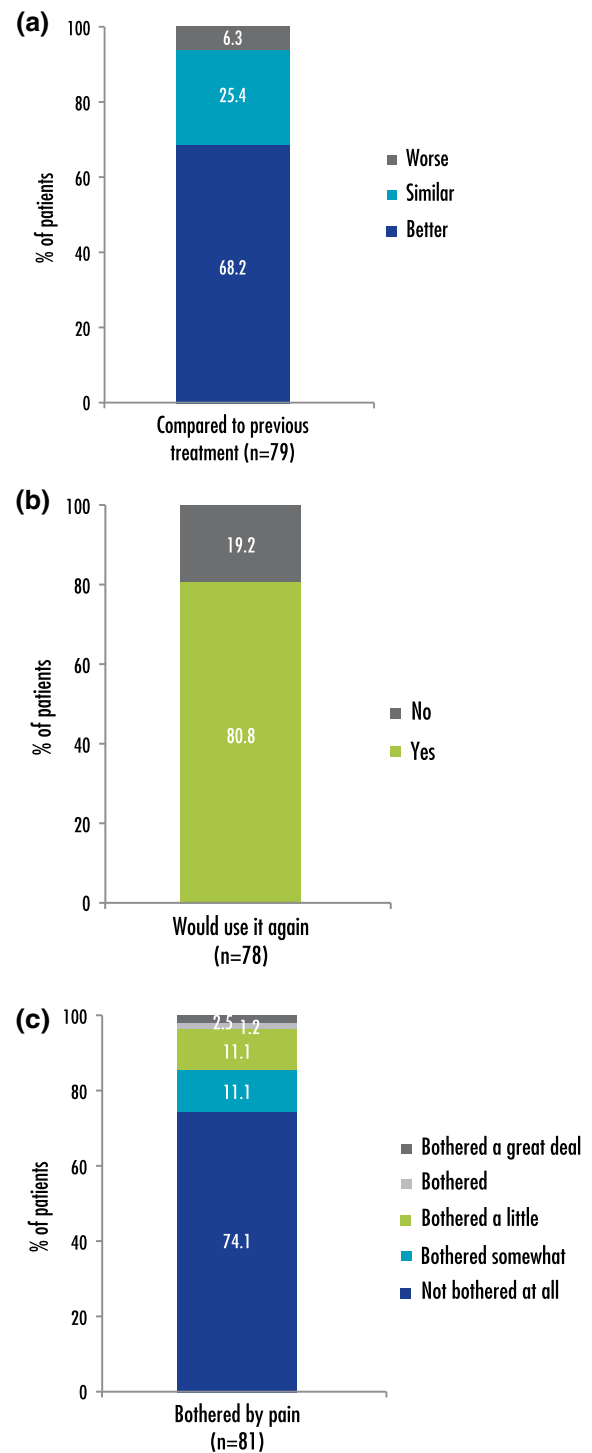 (a)
100
80
60
40
20
0
% of patients
6.3
25.4
68.2
Worse
Similar
Better
Compared to previous
treatment (n=79)
(b)
100
80
60
40
20
0
% of patients
19.2
80.8
No
Yes
Would use it again
(n=78)
(c)
100
80
60
40
20
0
% of patients
2.5
1.2
11.1
11.1
74.1
Bothered a great deal
Bothered
Bothered a little
Bothered somewhat
Not bothered at all
Bothered by pain
(n=81)